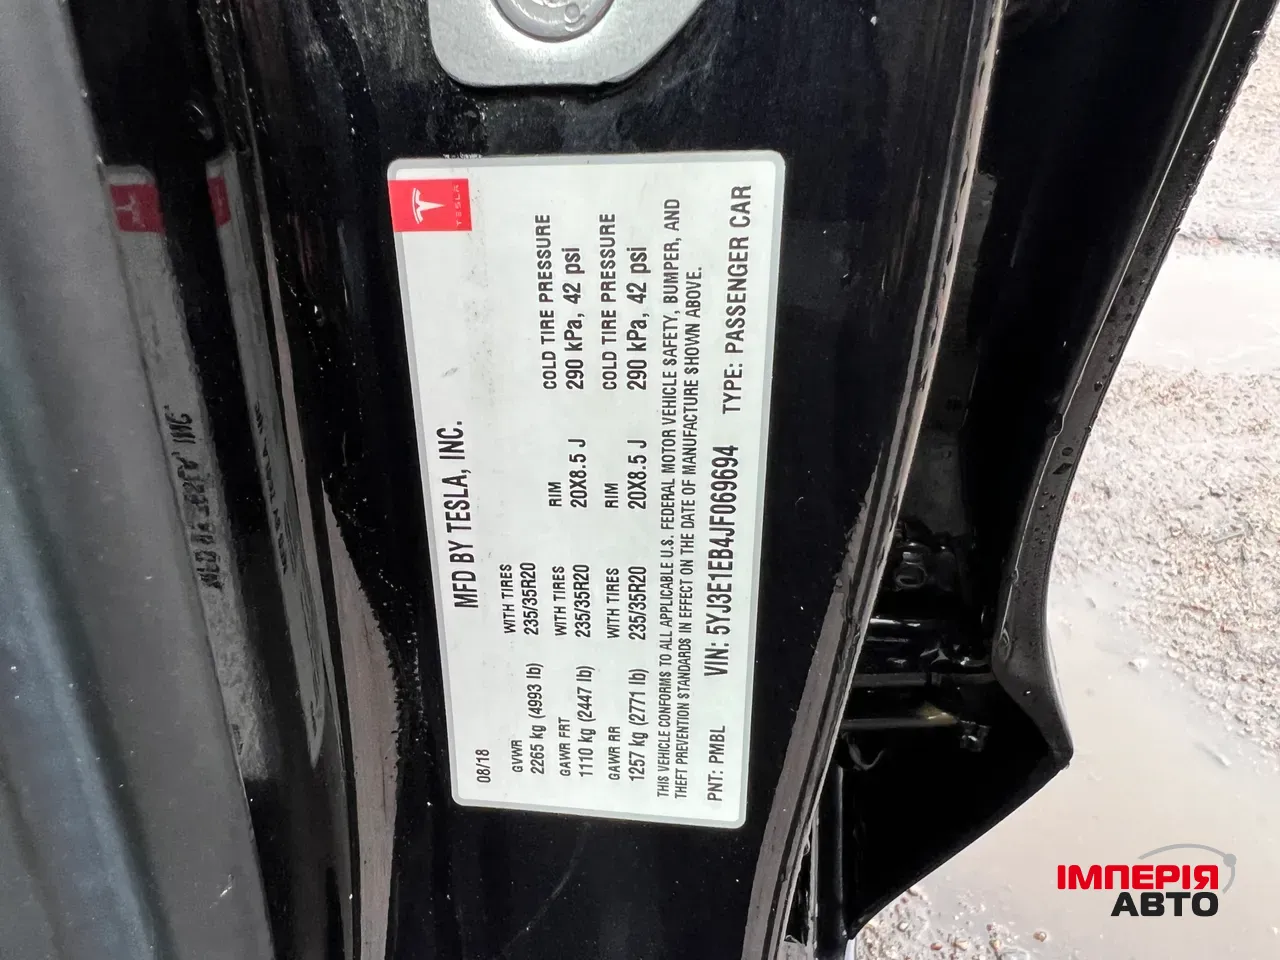 TESLA
MFD BY TESLA, INC.
08/18
GVWR WITH TIRES
2265 kg (4993 lb) 235/35R20
GAWR FRT WITH TIRES RIM COLD TIRE PRESSURE
1110 kg (2447 lb) 235/35R20 20X8.5 J 290 kPa, 42 psi
GAWR RR WITH TIRES RIM COLD TIRE PRESSURE
1257 kg (2771 lb) 235/35R20 20X8.5 J 290 kPa, 42 psi
THIS VEHICLE CONFORMS TO ALL APPLICABLE U.S. FEDERAL MOTOR VEHICLE SAFETY, BUMPER, AND
THEFT PREVENTION STANDARDS IN EFFECT ON THE DATE OF MANUFACTURE SHOWN ABOVE.
PNT: PMBL VIN: 5YJ3E1EB4JF069694 TYPE: PASSENGER CAR
ІМПЕРІЯ
АВТО